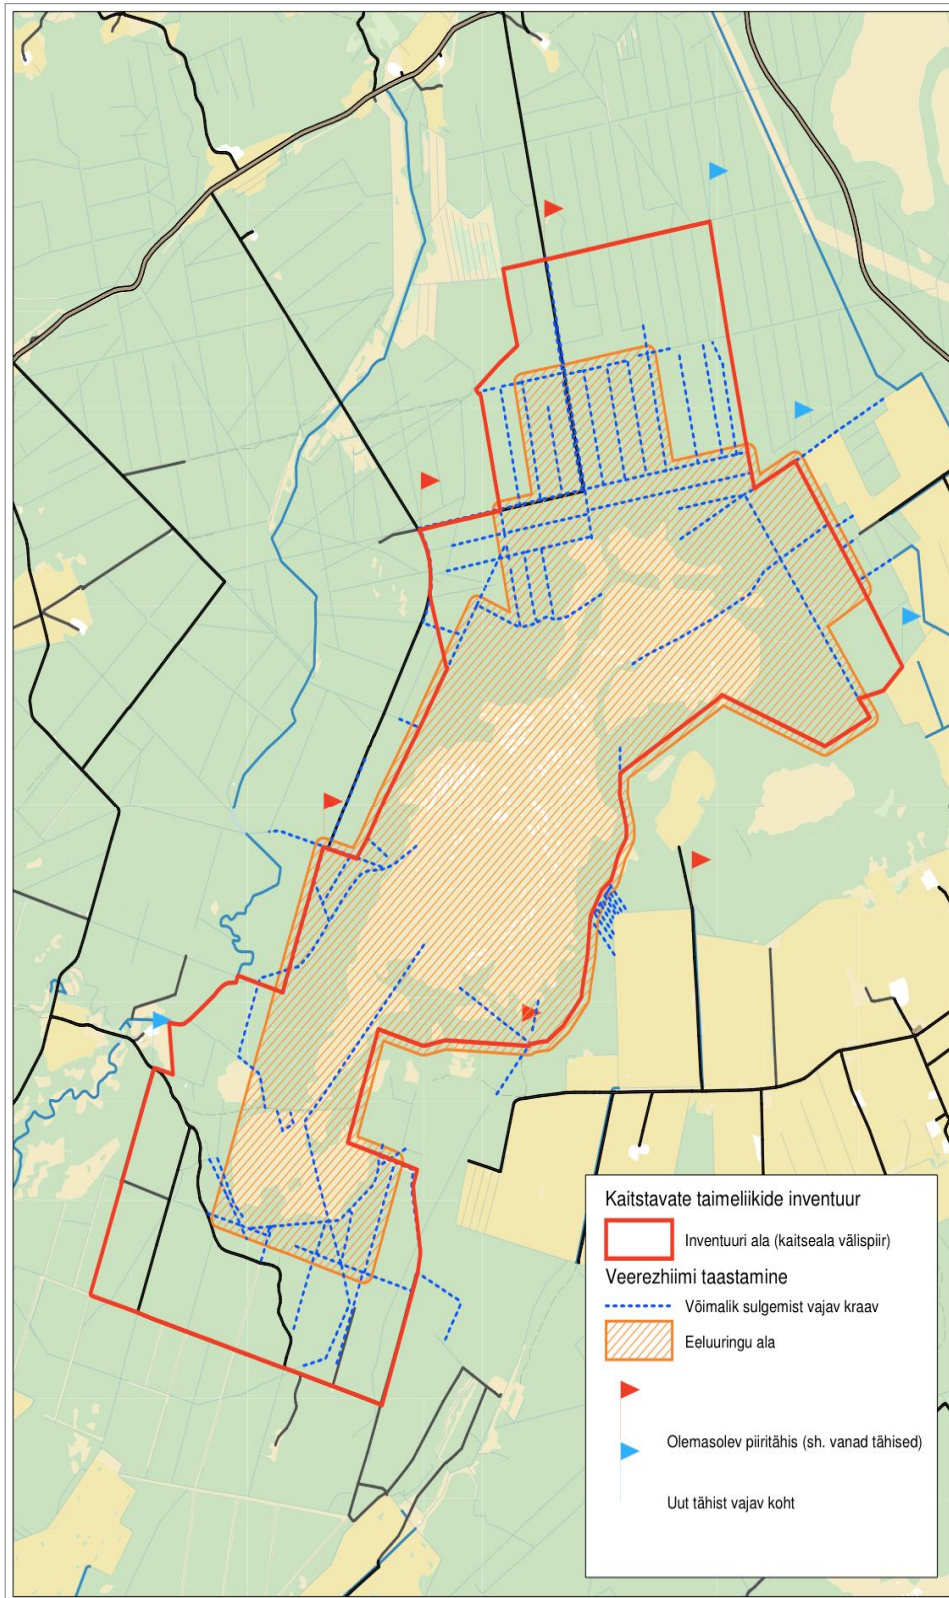 Kaitstavate taimeliikide inventuur
Inventuuri ala (kaitseala välispiir)
Veerezhiimi taastamine
Võimalik sulgemist vajav kraav
Eeluuringu ala
Olemasolev piiritähis (sh. vanad tähised)
Uut tähist vajav koht